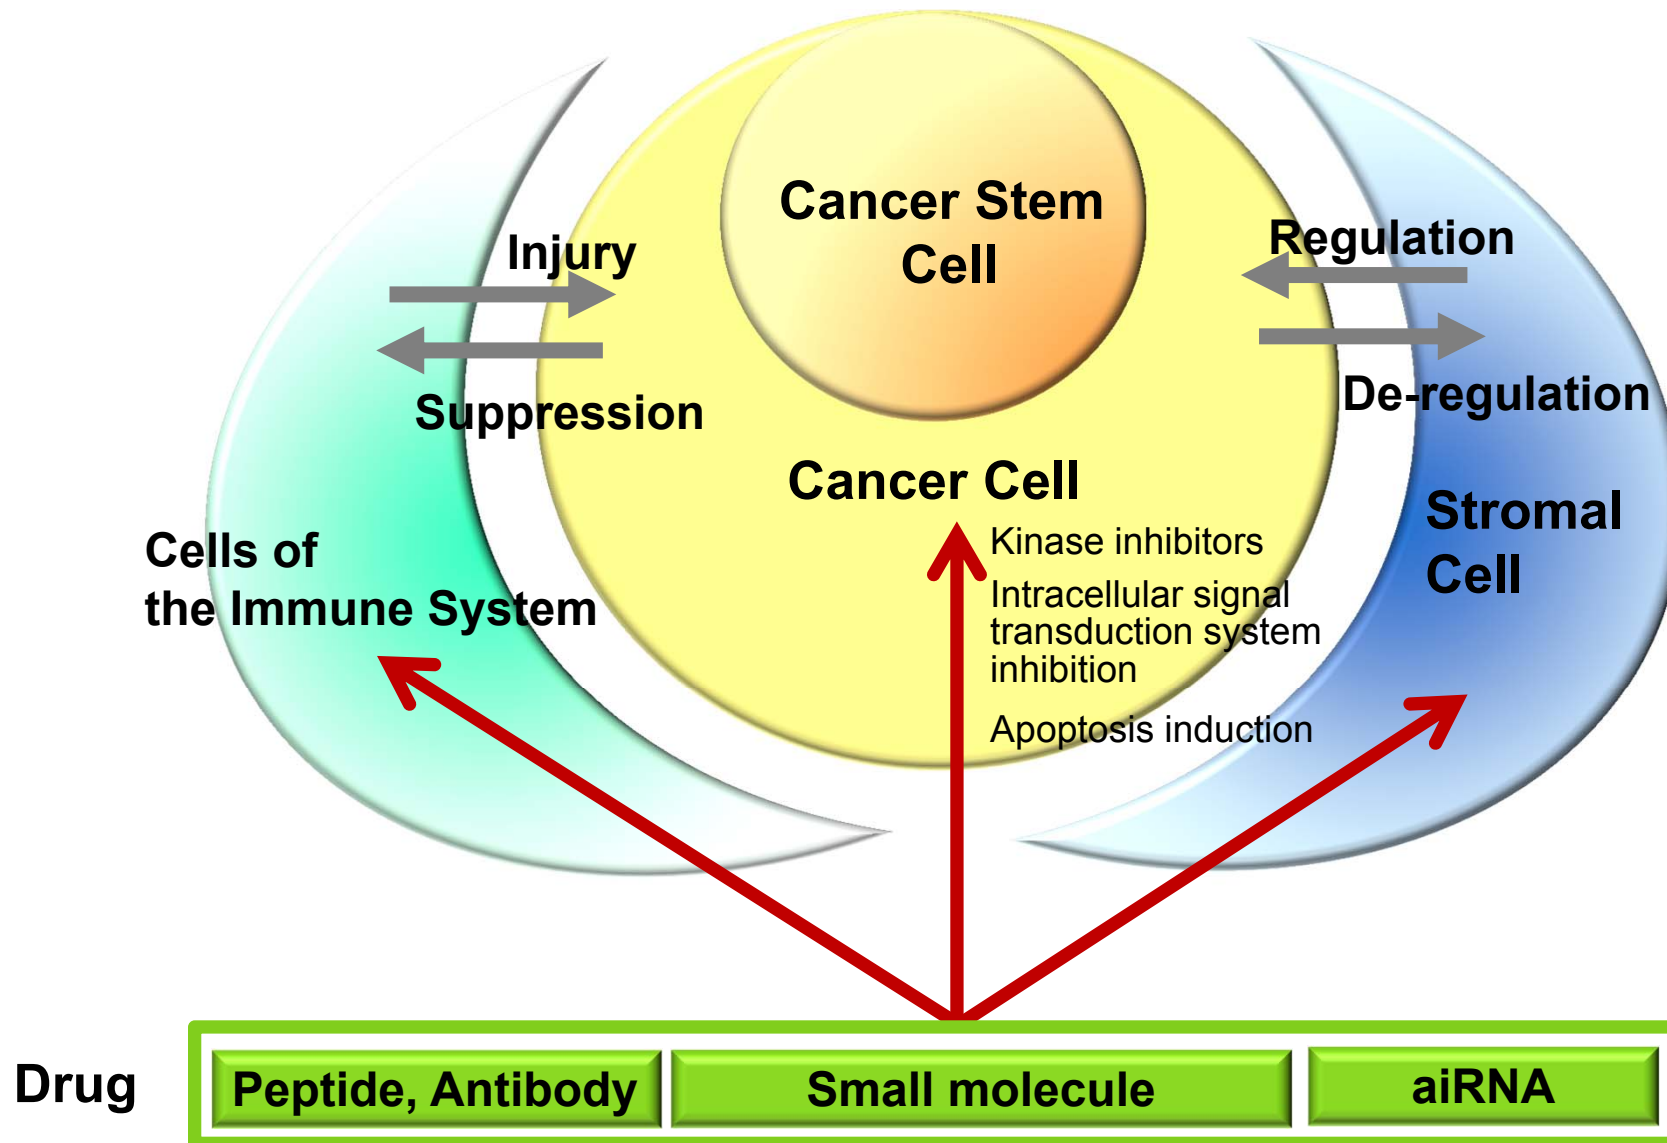 Cancer Stem
Cell
Injury
Suppression
Regulation
De-regulation
Cancer Cell
Kinase inhibitors
Intracellular signal
transduction system
inhibition
Apoptosis induction
Cells of
the Immune System
Stromal
Cell
Drug
Peptide, Antibody
Small molecule
aiRNA